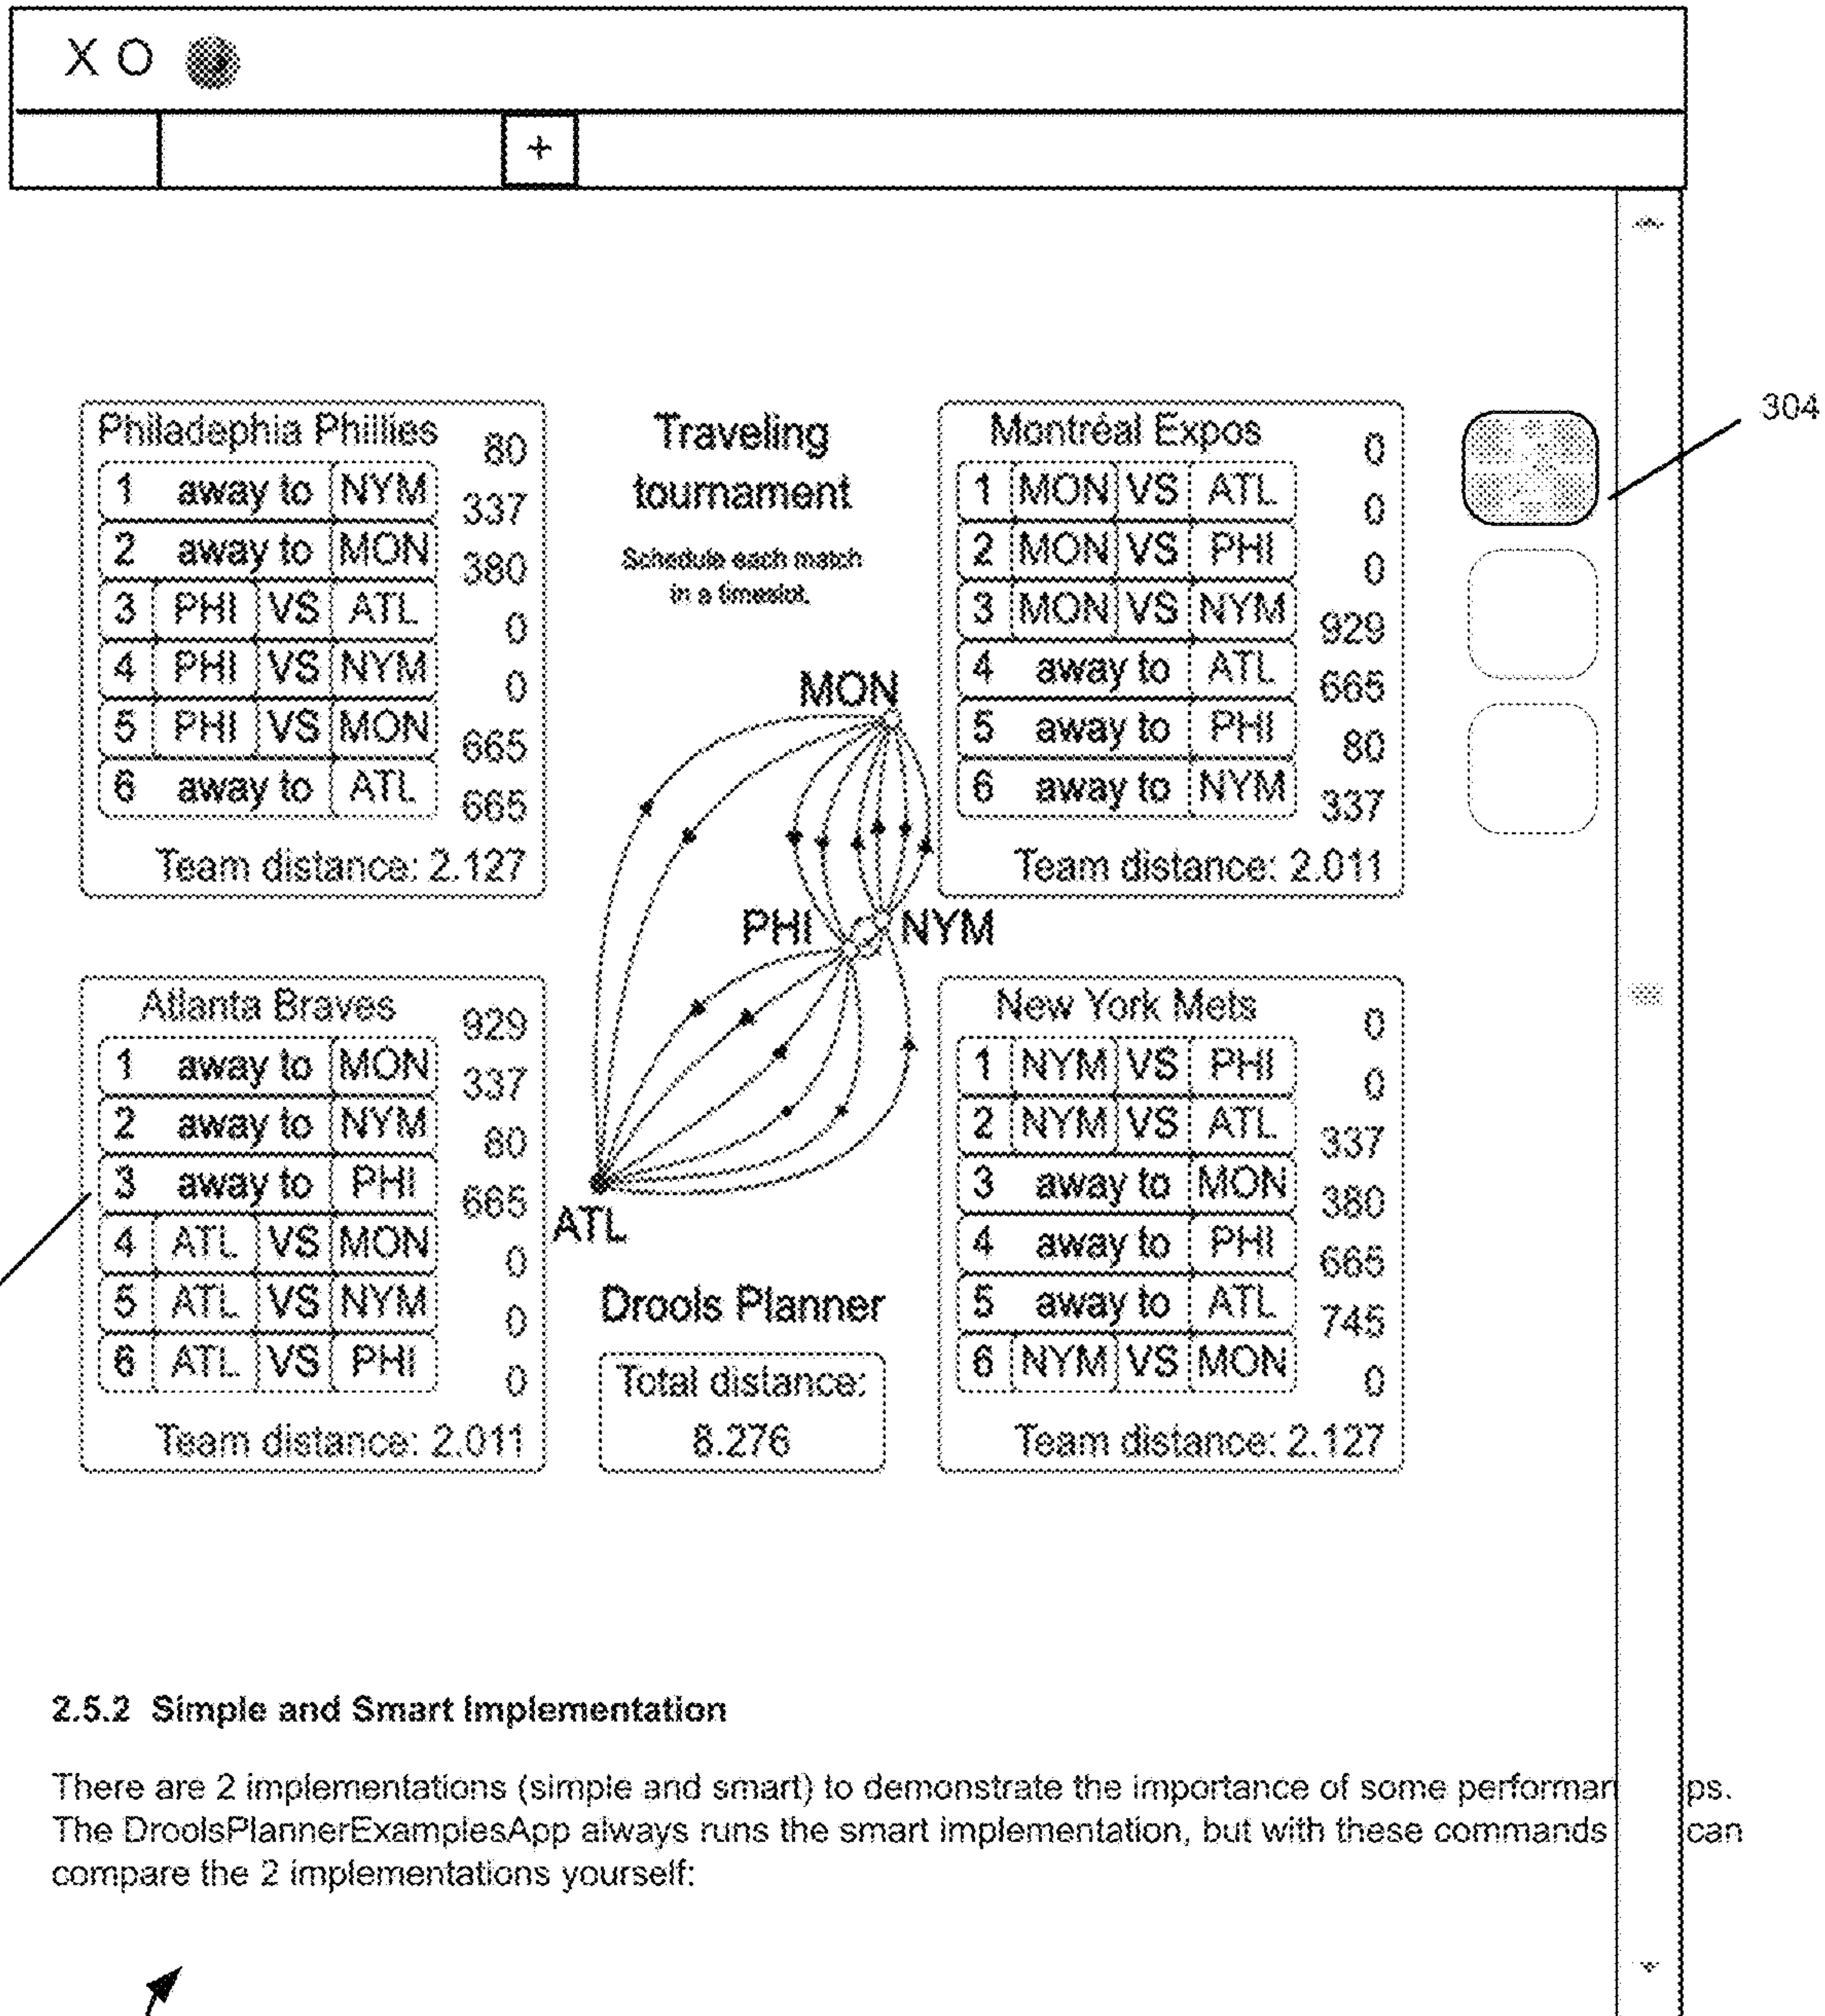 X O
+
304
Philadephia Phillies
80
1 away to NYM
337
2 away to MON
380
3 PHI VS ATL
0
4 PHI VS NYM
0
5 PHI VS MON
665
6 away to ATL
665
Team distance: 2.127
Traveling
tournament
Schedule each match
in a timeslot.
Montréal Expos
0
1 MON VS ATL
0
2 MON VS PHI
0
3 MON VS NYM
929
4 away to ATL
665
5 away to PHI
80
6 away to NYM
337
Team distance: 2.011
MON
PHI
NYM
ATL
Atlanta Braves
929
1 away to MON
337
2 away to NYM
80
3 away to PHI
665
4 ATL VS MON
0
5 ATL VS NYM
0
6 ATL VS PHI
0
Team distance: 2.011
Drools Planner
Total distance:
8.276
New York Mets
0
1 NYM VS PHI
0
2 NYM VS ATL
337
3 away to MON
380
4 away to PHI
665
5 away to ATL
745
6 NYM VS MON
0
Team distance: 2.127
2.5.2 Simple and Smart Implementation
There are 2 implementations (simple and smart) to demonstrate the importance of some performan ps.
The DroolsPlannerExamplesApp always runs the smart implementation, but with these commands can
compare the 2 implementations yourself: